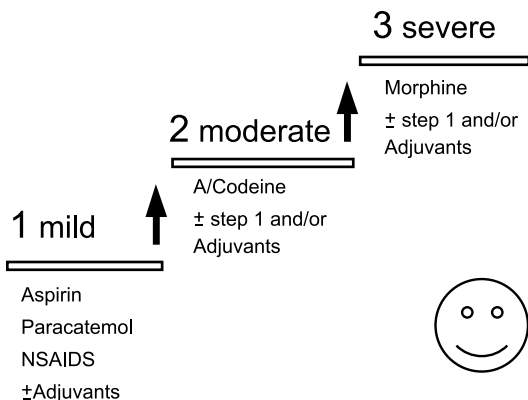 3 severe
Morphine
± step 1 and/or
Adjuvants
2 moderate
A/Codeine
± step 1 and/or
Adjuvants
1 mild
Aspirin
Paracatemol
NSAIDS
±Adjuvants